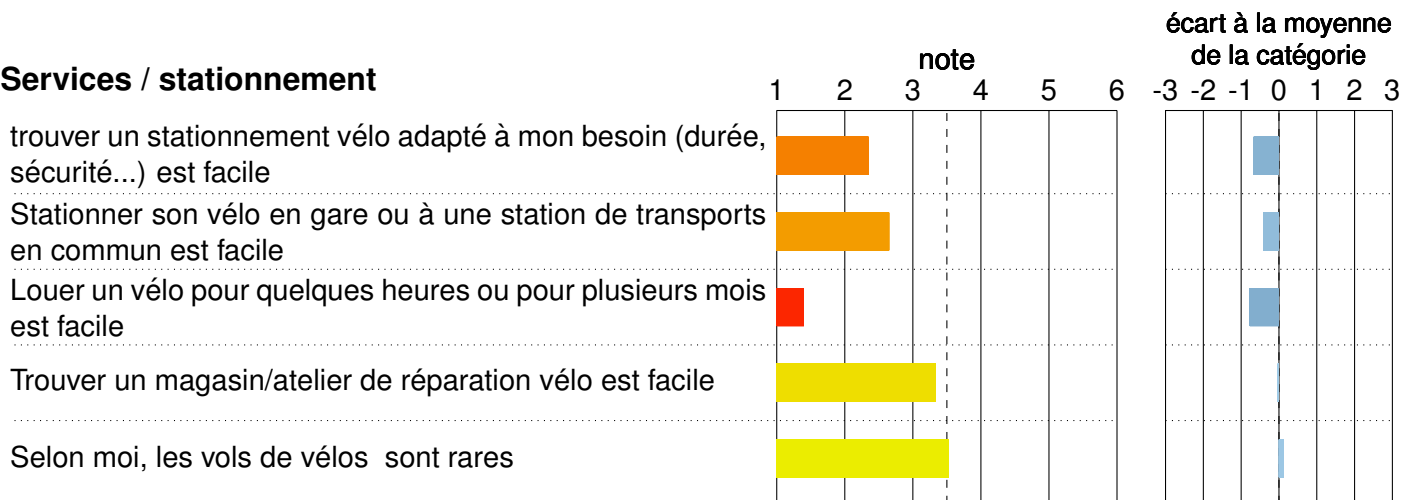 écart à la moyenne
note de la catégorie
Services / stationnement
1 2 3 4 5 6 -3 -2 -1 0 1 2 3
trouver un stationnement vélo adapté à mon besoin (durée,
sécurité...) est facile
Stationner son vélo en gare ou à une station de transports
en commun est facile
Louer un vélo pour quelques heures ou pour plusieurs mois
est facile
Trouver un magasin/atelier de réparation vélo est facile
Selon moi, les vols de vélos sont rares